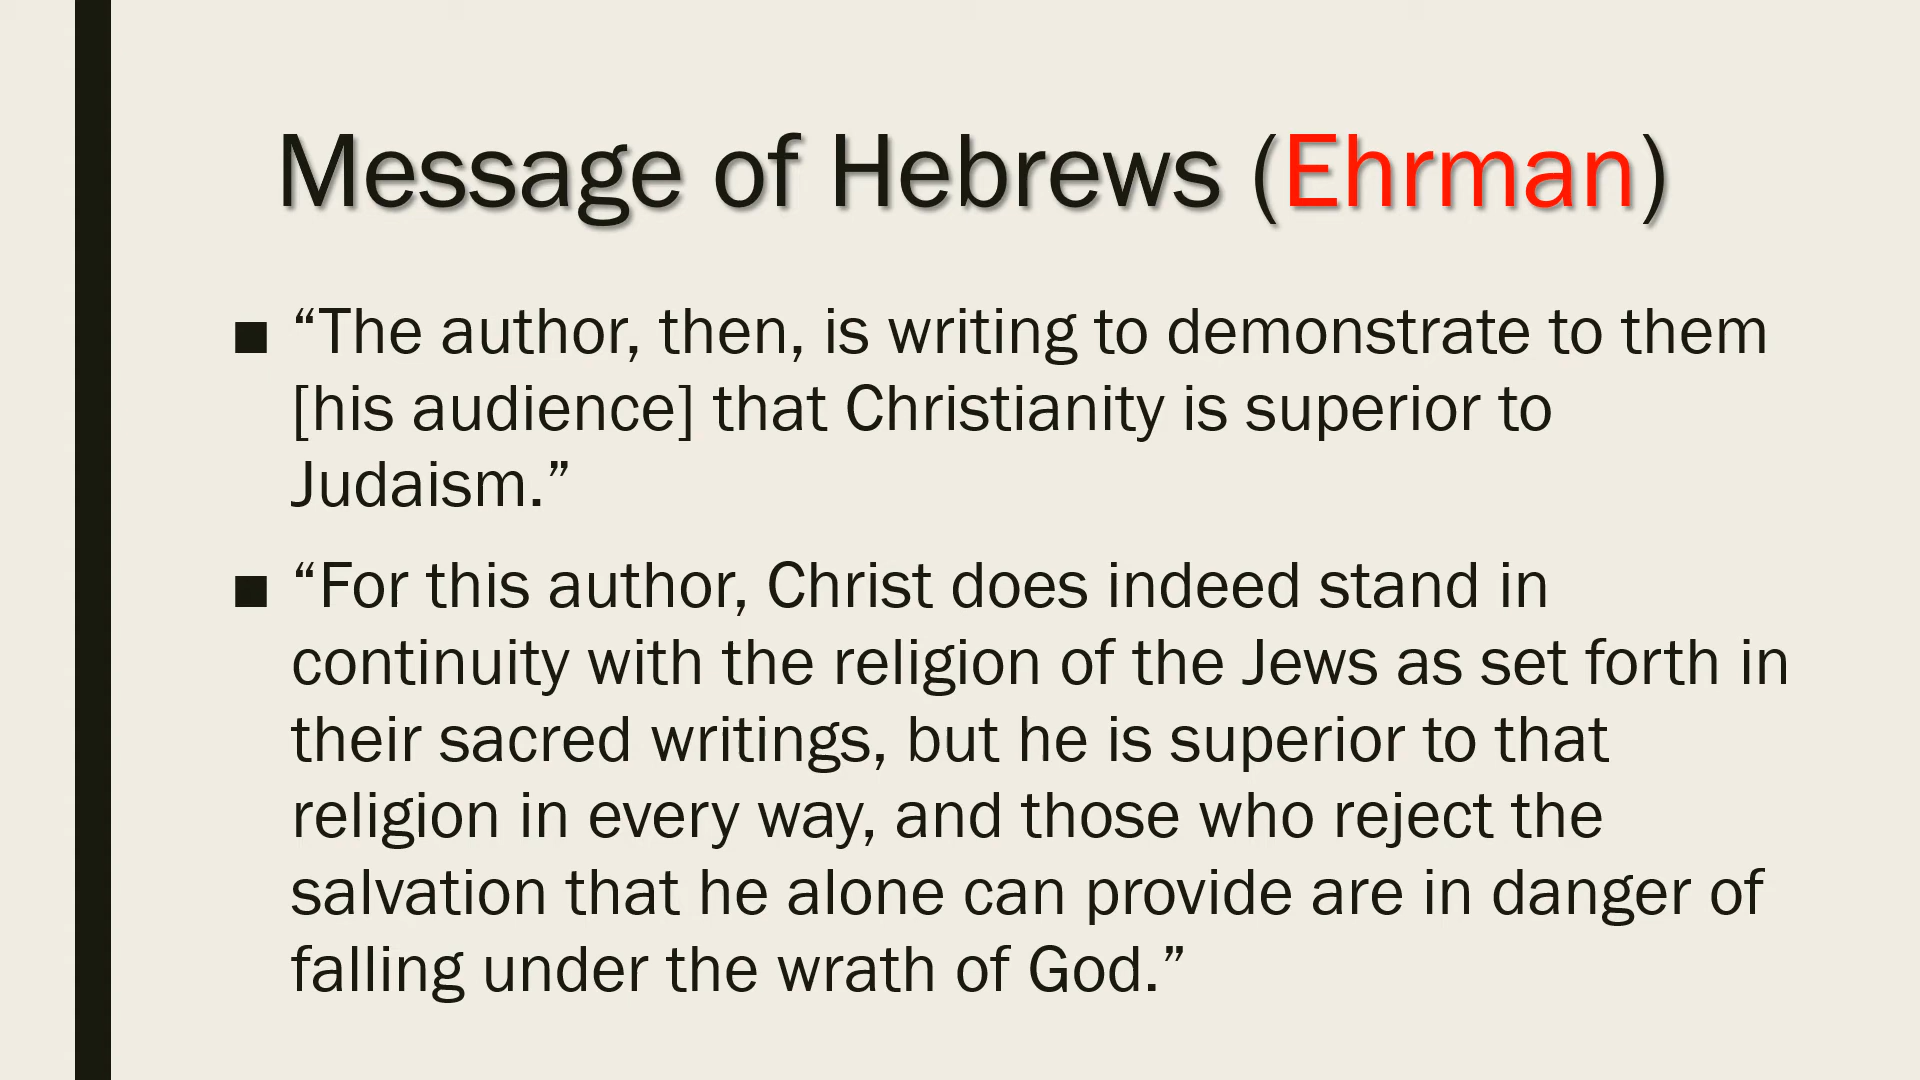 Message of Hebrews (Ehrman)
■ “The author, then, is writing to demonstrate to them
[his audience] that Christianity is superior to
Judaism.”
■ “For this author, Christ does indeed stand in
continuity with the religion of the Jews as set forth in
their sacred writings, but he is superior to that
religion in every way, and those who reject the
salvation that he alone can provide are in danger of
falling under the wrath of God.”